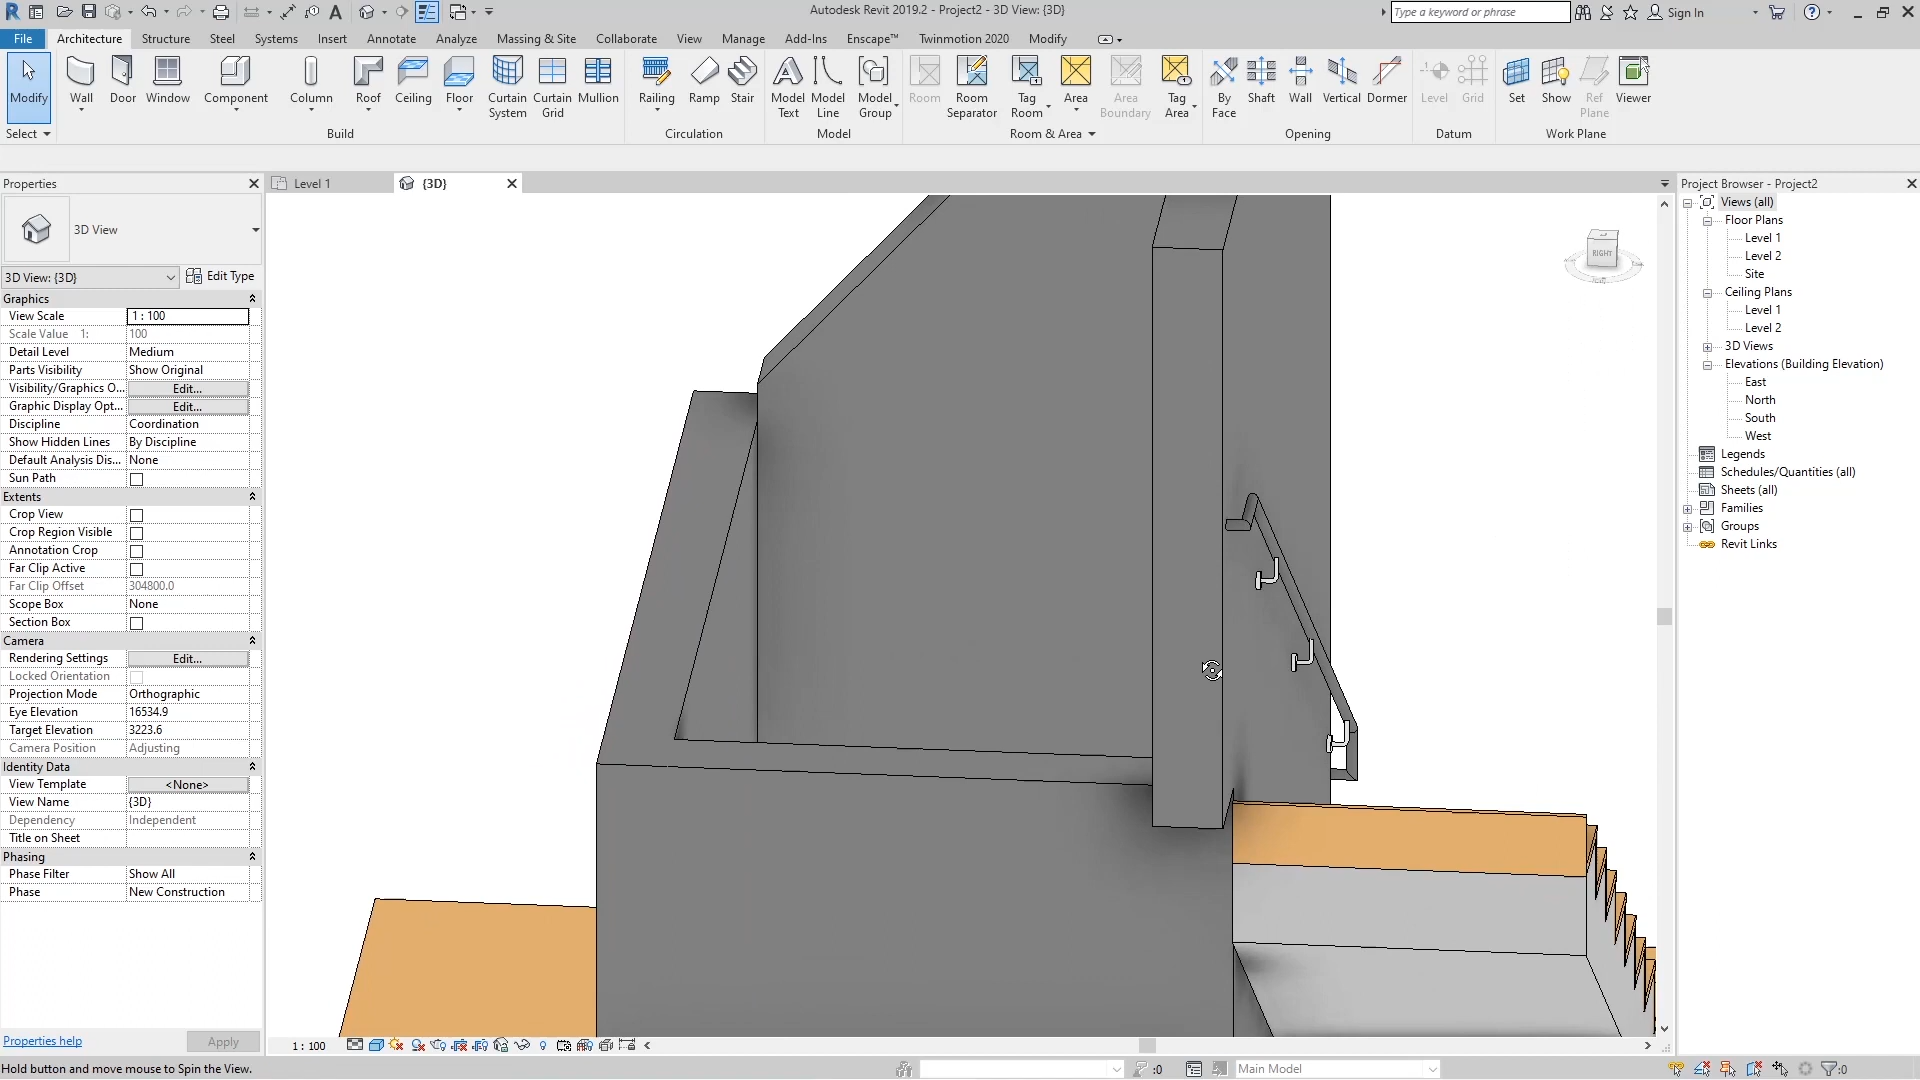 Autodesk Revit 2019.2 - Project2 - 3D View: {3D}
Type a keyword or phrase
Sign In
File Architecture Structure Steel Systems Insert Annotate Analyze Massing & Site Collaborate View Manage Add-Ins Enscape™ Twinmotion 2020 Modify
Modify Wall Door Window Component Column Roof Ceiling Floor Curtain System Curtain Grid Mullion Railing Ramp Stair Model Text Model Line Model Group Room Room Separator Tag Room Area Area Boundary Tag Area By Face Shaft Wall Vertical Dormer Level Grid Set Show Ref Plane Viewer
Select Build Circulation Model Room & Area Opening Datum Work Plane
Properties
Level 1
{3D}
Project Browser - Project2
3D View
3D View: {3D}
Edit Type
Graphics
View Scale 1 : 100
Scale Value 1: 100
Detail Level Medium
Parts Visibility Show Original
Visibility/Graphics O... Edit...
Graphic Display Opt... Edit...
Discipline Coordination
Show Hidden Lines By Discipline
Default Analysis Dis... None
Sun Path
Extents
Crop View
Crop Region Visible
Annotation Crop
Far Clip Active
Far Clip Offset 304800.0
Scope Box None
Section Box
Camera
Rendering Settings Edit...
Locked Orientation
Projection Mode Orthographic
Eye Elevation 16534.9
Target Elevation 3223.6
Camera Position Adjusting
Identity Data
View Template <None>
View Name {3D}
Dependency Independent
Title on Sheet
Phasing
Phase Filter Show All
Phase New Construction
Properties help
Apply
RIGHT
Views (all)
Floor Plans
Level 1
Level 2
Site
Ceiling Plans
Level 1
Level 2
3D Views
Elevations (Building Elevation)
East
North
South
West
Legends
Schedules/Quantities (all)
Sheets (all)
Families
Groups
Revit Links
1 : 100
Hold button and move mouse to Spin the View.
:0
Main Model
:0